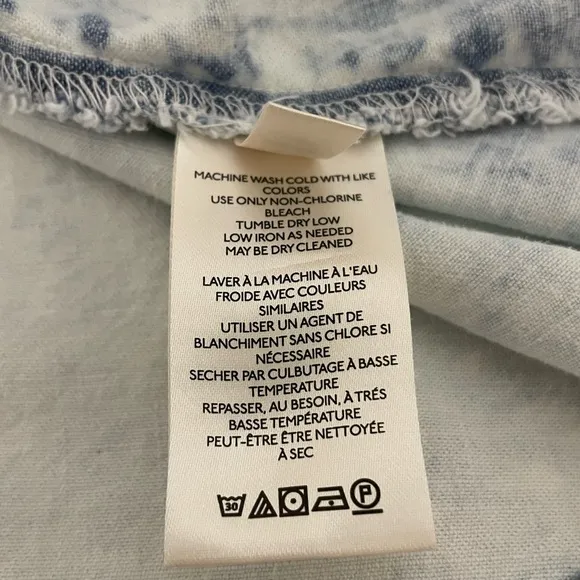 MACHINE WASH COLD WITH LIKE
COLORS
USE ONLY NON-CHLORINE
BLEACH
TUMBLE DRY LOW
LOW IRON AS NEEDED
MAY BE DRY CLEANED
LAVER À LA MACHINE À L'EAU
FROIDE AVEC COULEURS
SIMILAIRES
UTILISER UN AGENT DE
BLANCHIMENT SANS CHLORE SI
NÉCESSAIRE
SECHER PAR CULBUTAGE À BASSE
TEMPERATURE
REPASSER, AU BESOIN, À TRÉS
BASSE TEMPÉRATURE
PEUT-ÊTRE ÊTRE NETTOYÉE
À SEC
30 P